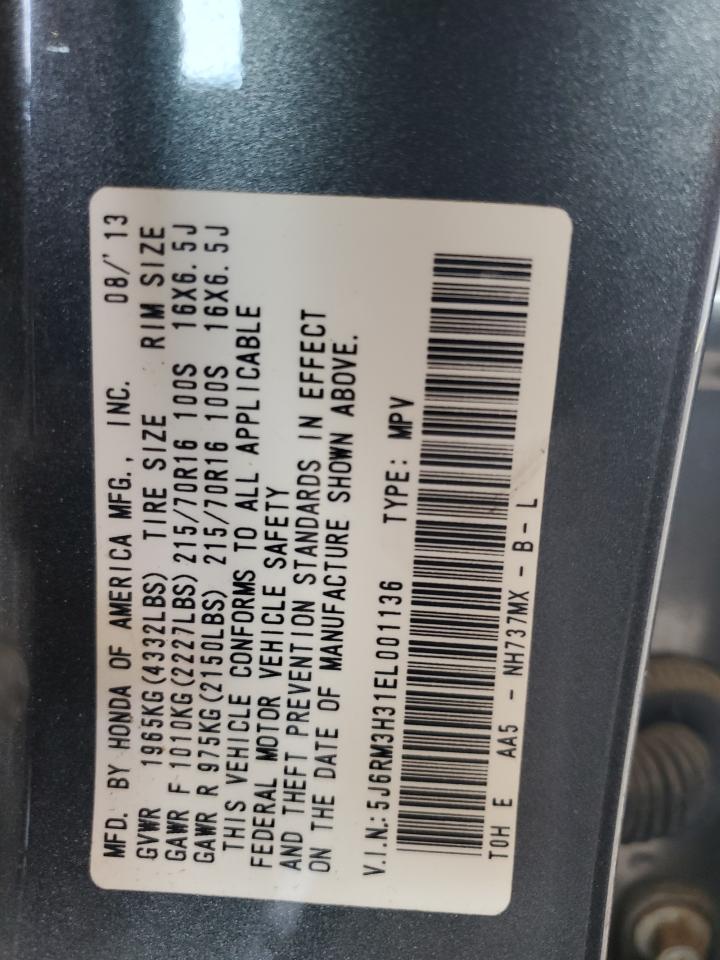 MFD. BY HONDA OF AMERICA MFG., INC. 08/'13
GVWR 1965KG(4332LBS) TIRE SIZE RIM SIZE
GAWR F 1010KG(2227LBS) 215/70R16 100S 16X6.5J
GAWR R 975KG(2150LBS) 215/70R16 100S 16X6.5J
THIS VEHICLE CONFORMS TO ALL APPLICABLE
FEDERAL MOTOR VEHICLE SAFETY
AND THEFT PREVENTION STANDARDS IN EFFECT
ON THE DATE OF MANUFACTURE SHOWN ABOVE.
V.I.N.: 5J6RM3H31EL001136 TYPE: MPV
T0H E AA5 - NH737MX - B - L